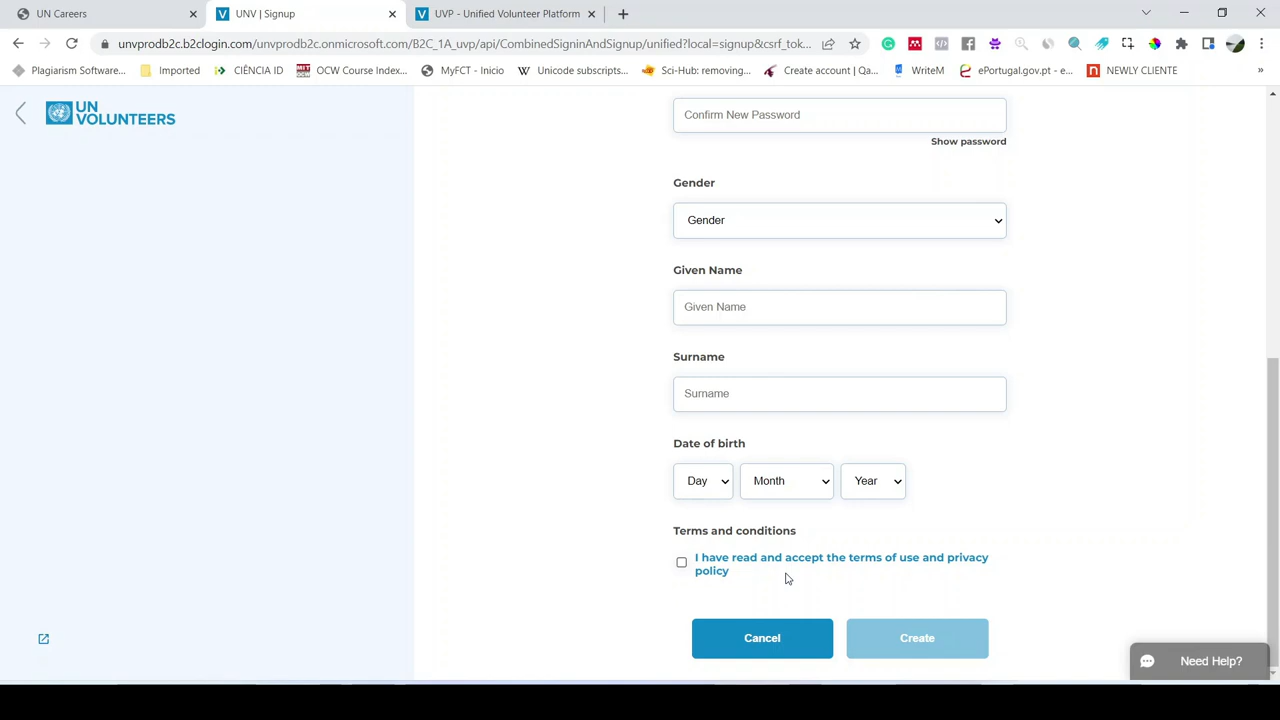 UN Careers
UNV | Signup
UVP - Unified Volunteer Platform
unvprodb2c.b2clogin.com/unvprodb2c.onmicrosoft.com/B2C_1A_uvp/api/CombinedSigninAndSignup/unified?local=signup&csrf_tok...
Plagiarism Software...
Imported
CIÊNCIA ID
OCW Course Index...
MyFCT - Inicio
Unicode subscripts...
Sci-Hub: removing...
Create account | Qa...
WriteM
ePortugal.gov.pt - e...
NEWLY CLIENTE
UN
VOLUNTEERS
Confirm New Password
Show password
Gender
Gender
Given Name
Given Name
Surname
Surname
Date of birth
Day Month Year
Terms and conditions
I have read and accept the terms of use and privacy
policy
Cancel Create
Need Help?